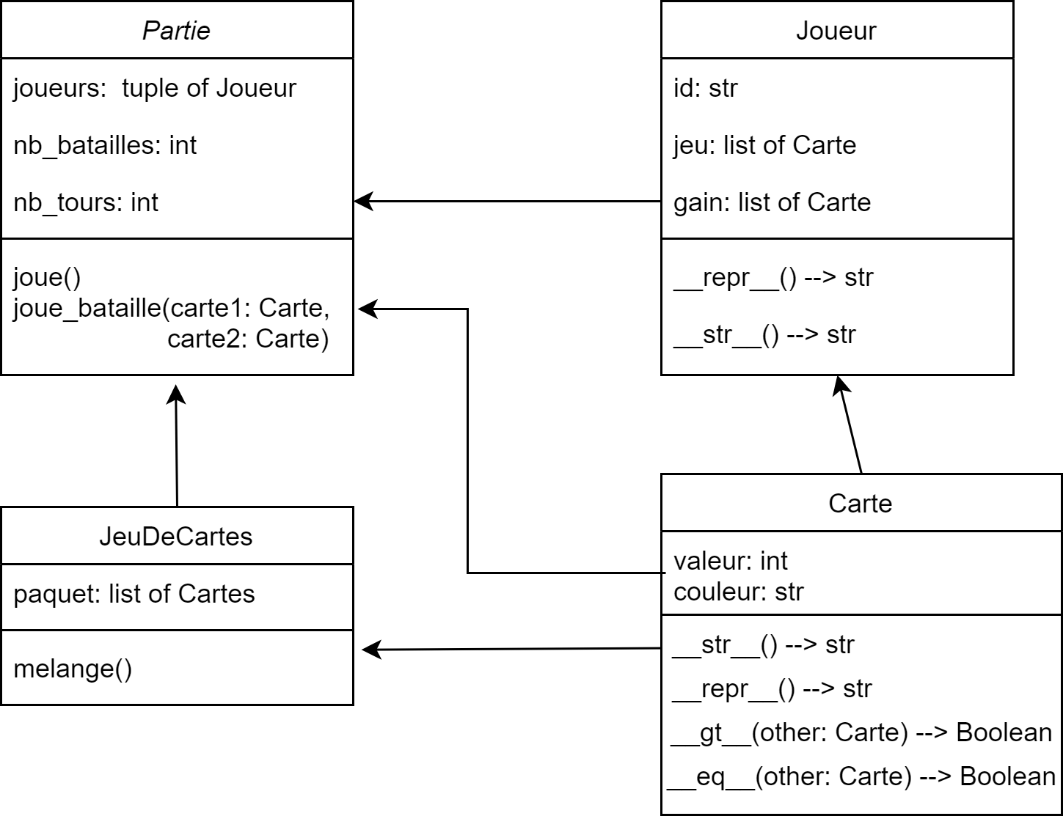 Partie
joueurs:  tuple of Joueur
nb_batailles: int
nb_tours: int
joue()
joue_bataille(carte1: Carte,
carte2: Carte)
Joueur
id: str
jeu: list of Carte
gain: list of Carte
__repr__() --> str
__str__() --> str
JeuDeCartes
paquet: list of Cartes
melange()
Carte
valeur: int
couleur: str
__str__() --> str
__repr__() --> str
__gt__(other: Carte) --> Boolean
__eq__(other: Carte) --> Boolean